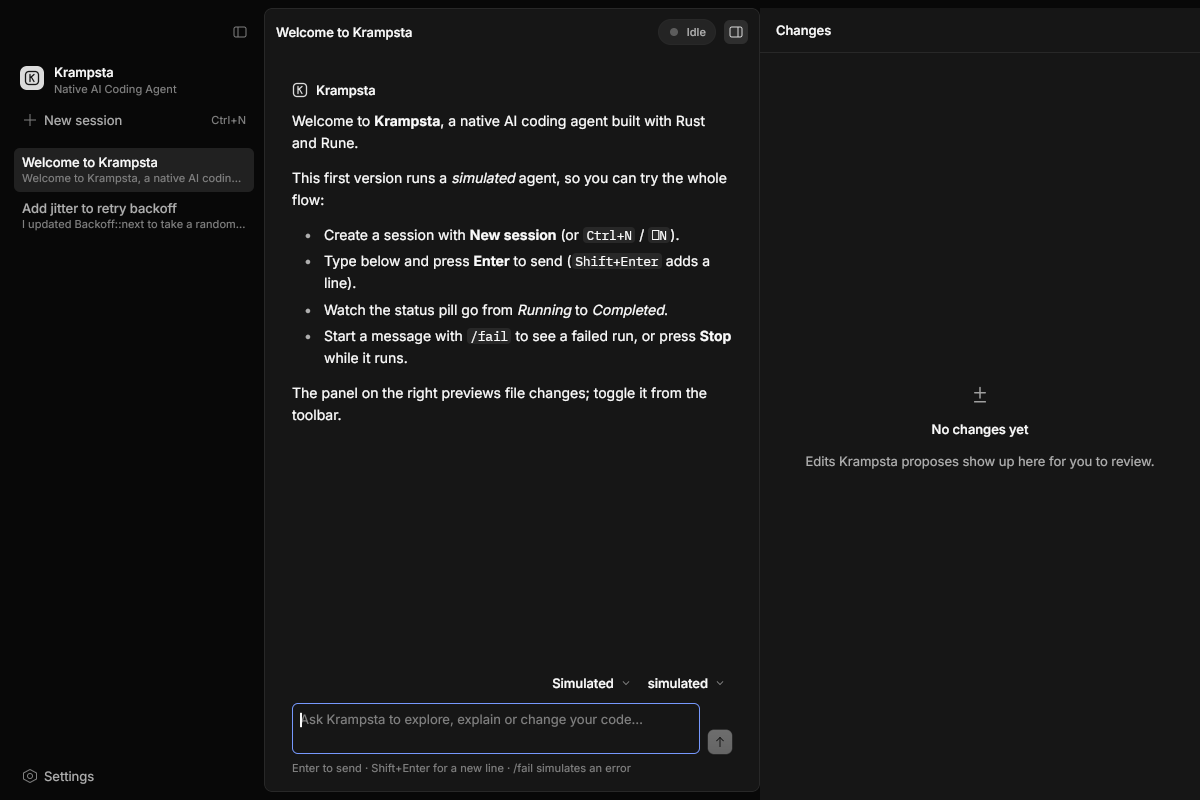 Krampsta
Native AI Coding Agent
New session Ctrl+N
Welcome to Krampsta
Welcome to Krampsta, a native AI codin...
Add jitter to retry backoff
I updated Backoff::next to take a random...
Settings
Welcome to Krampsta
Idle
K Krampsta
Welcome to Krampsta, a native AI coding agent built with Rust
and Rune.
This first version runs a simulated agent, so you can try the whole
flow:
• Create a session with New session (or Ctrl+N / □N).
• Type below and press Enter to send (Shift+Enter adds a
line).
• Watch the status pill go from Running to Completed.
• Start a message with /fail to see a failed run, or press Stop
while it runs.
The panel on the right previews file changes; toggle it from the
toolbar.
Simulated simulated
Ask Krampsta to explore, explain or change your code...
Enter to send · Shift+Enter for a new line · /fail simulates an error
Changes
No changes yet
Edits Krampsta proposes show up here for you to review.